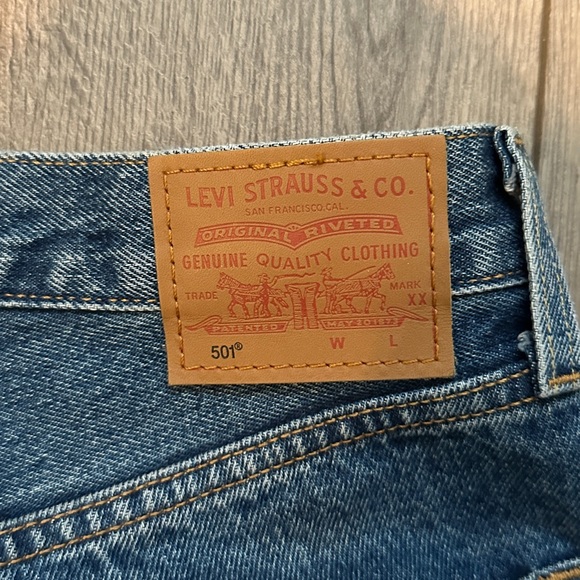 LEVI STRAUSS & CO.
SAN FRANCISCO, CAL.
ORIGINAL RIVETED
GENUINE QUALITY CLOTHING
TRADE MARK
XX
PATENTED MAY 20 1873
501® W L